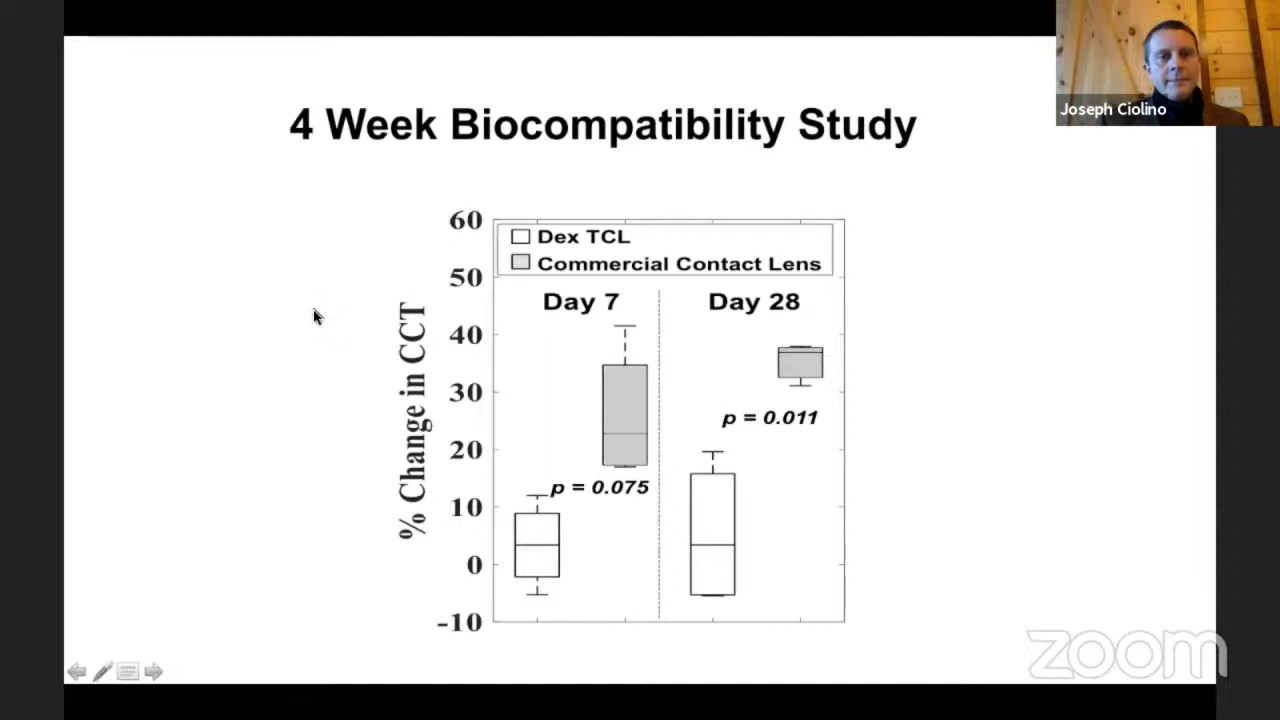 Joseph Ciolino
4 Week Biocompatibility Study
60
50
40
30
20
10
0
-10
% Change in CCT
Dex TCL
Commercial Contact Lens
Day 7
Day 28
p = 0.011
p = 0.075
zoom